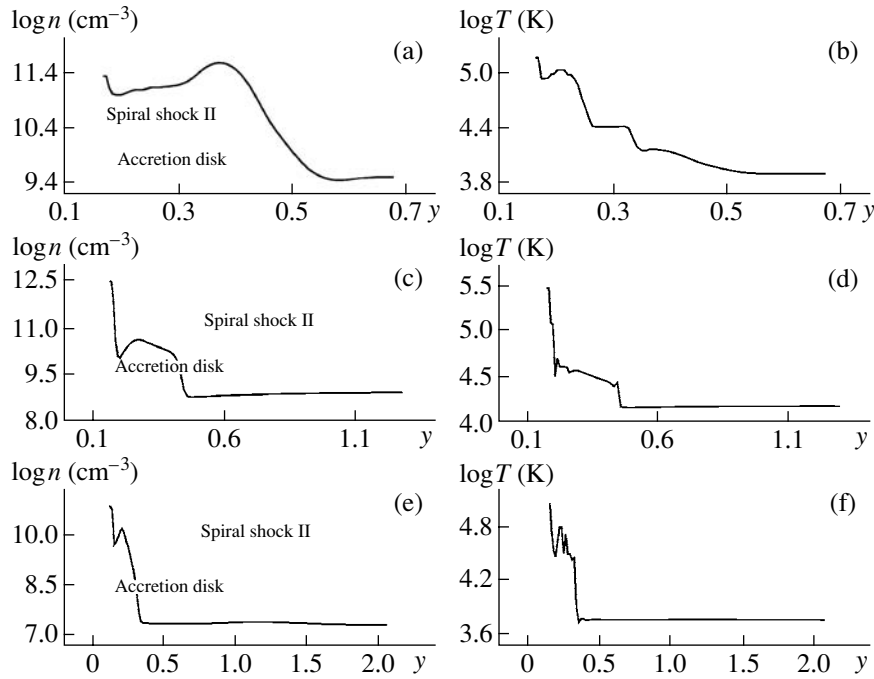 log n (cm⁻³)
(a)
11.4
10.4
9.4
Spiral shock II
Accretion disk
0.1 0.3 0.5 0.7 y
log T (K)
(b)
5.0
4.4
3.8
0.1 0.3 0.5 0.7 y
log n (cm⁻³)
(c)
12.5
11.0
9.5
8.0
Spiral shock II
Accretion disk
0.1 0.6 1.1 y
log T (K)
(d)
5.5
5.0
4.5
4.0
0.1 0.6 1.1 y
log n (cm⁻³)
(e)
10.0
8.5
7.0
Spiral shock II
Accretion disk
0 0.5 1.0 1.5 2.0 y
log T (K)
(f)
4.8
4.2
3.6
0 0.5 1.0 1.5 2.0 y